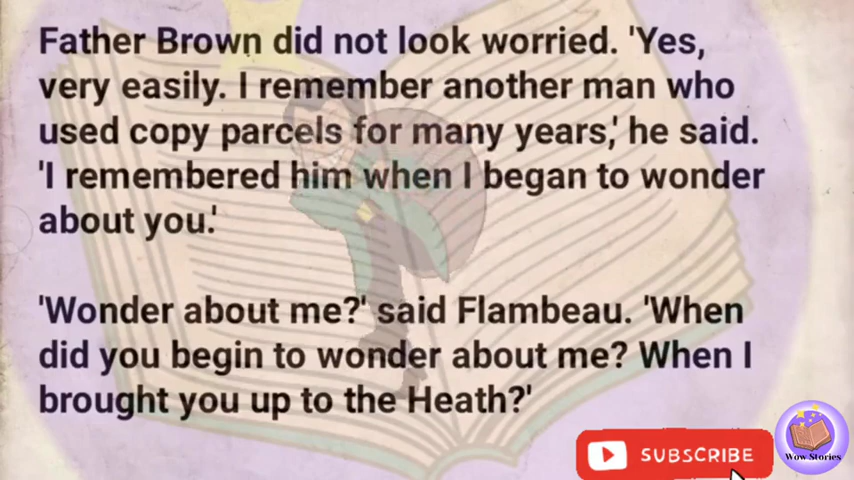 Father Brown did not look worried. 'Yes,
very easily. I remember another man who
used copy parcels for many years,' he said.
'I remembered him when I began to wonder
about you.'
'Wonder about me?' said Flambeau. 'When
did you begin to wonder about me? When I
brought you up to the Heath?'
SUBSCRIBE
Wow Stories